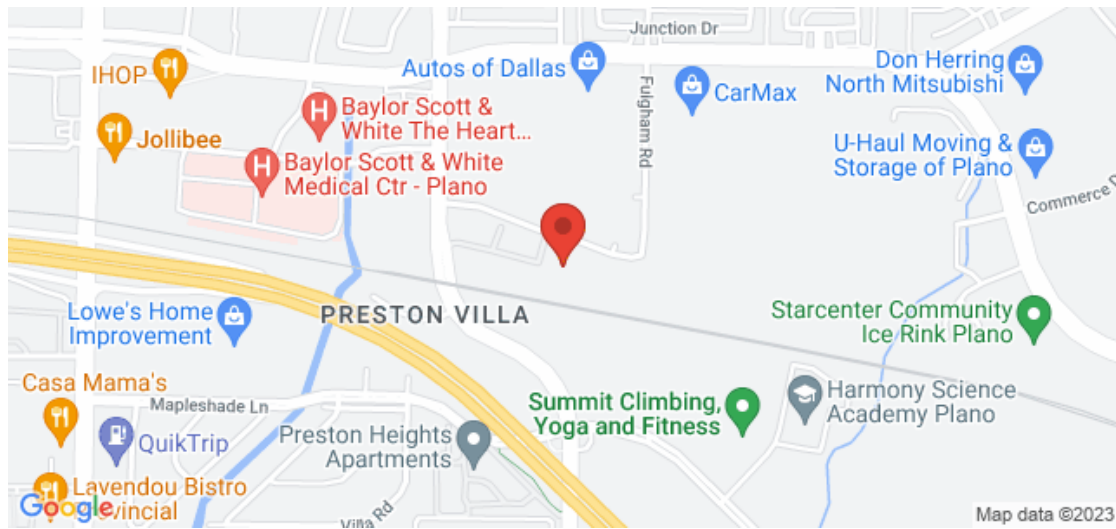 Junction Dr
IHOP
Autos of Dallas
Don Herring
North Mitsubishi
Fulgham Rd
CarMax
Baylor Scott &
White The Heart...
Jollibee
Baylor Scott & White
Medical Ctr - Plano
U-Haul Moving &
Storage of Plano
Commerce D
PRESTON VILLA
Lowe's Home
Improvement
Starcenter Community
Ice Rink Plano
Casa Mama's
Mapleshade Ln
Summit Climbing,
Yoga and Fitness
Harmony Science
Academy Plano
QuikTrip
Preston Heights
Apartments
Lavendou Bistro
Provincial
Google
Villa Rd
Map data ©2023